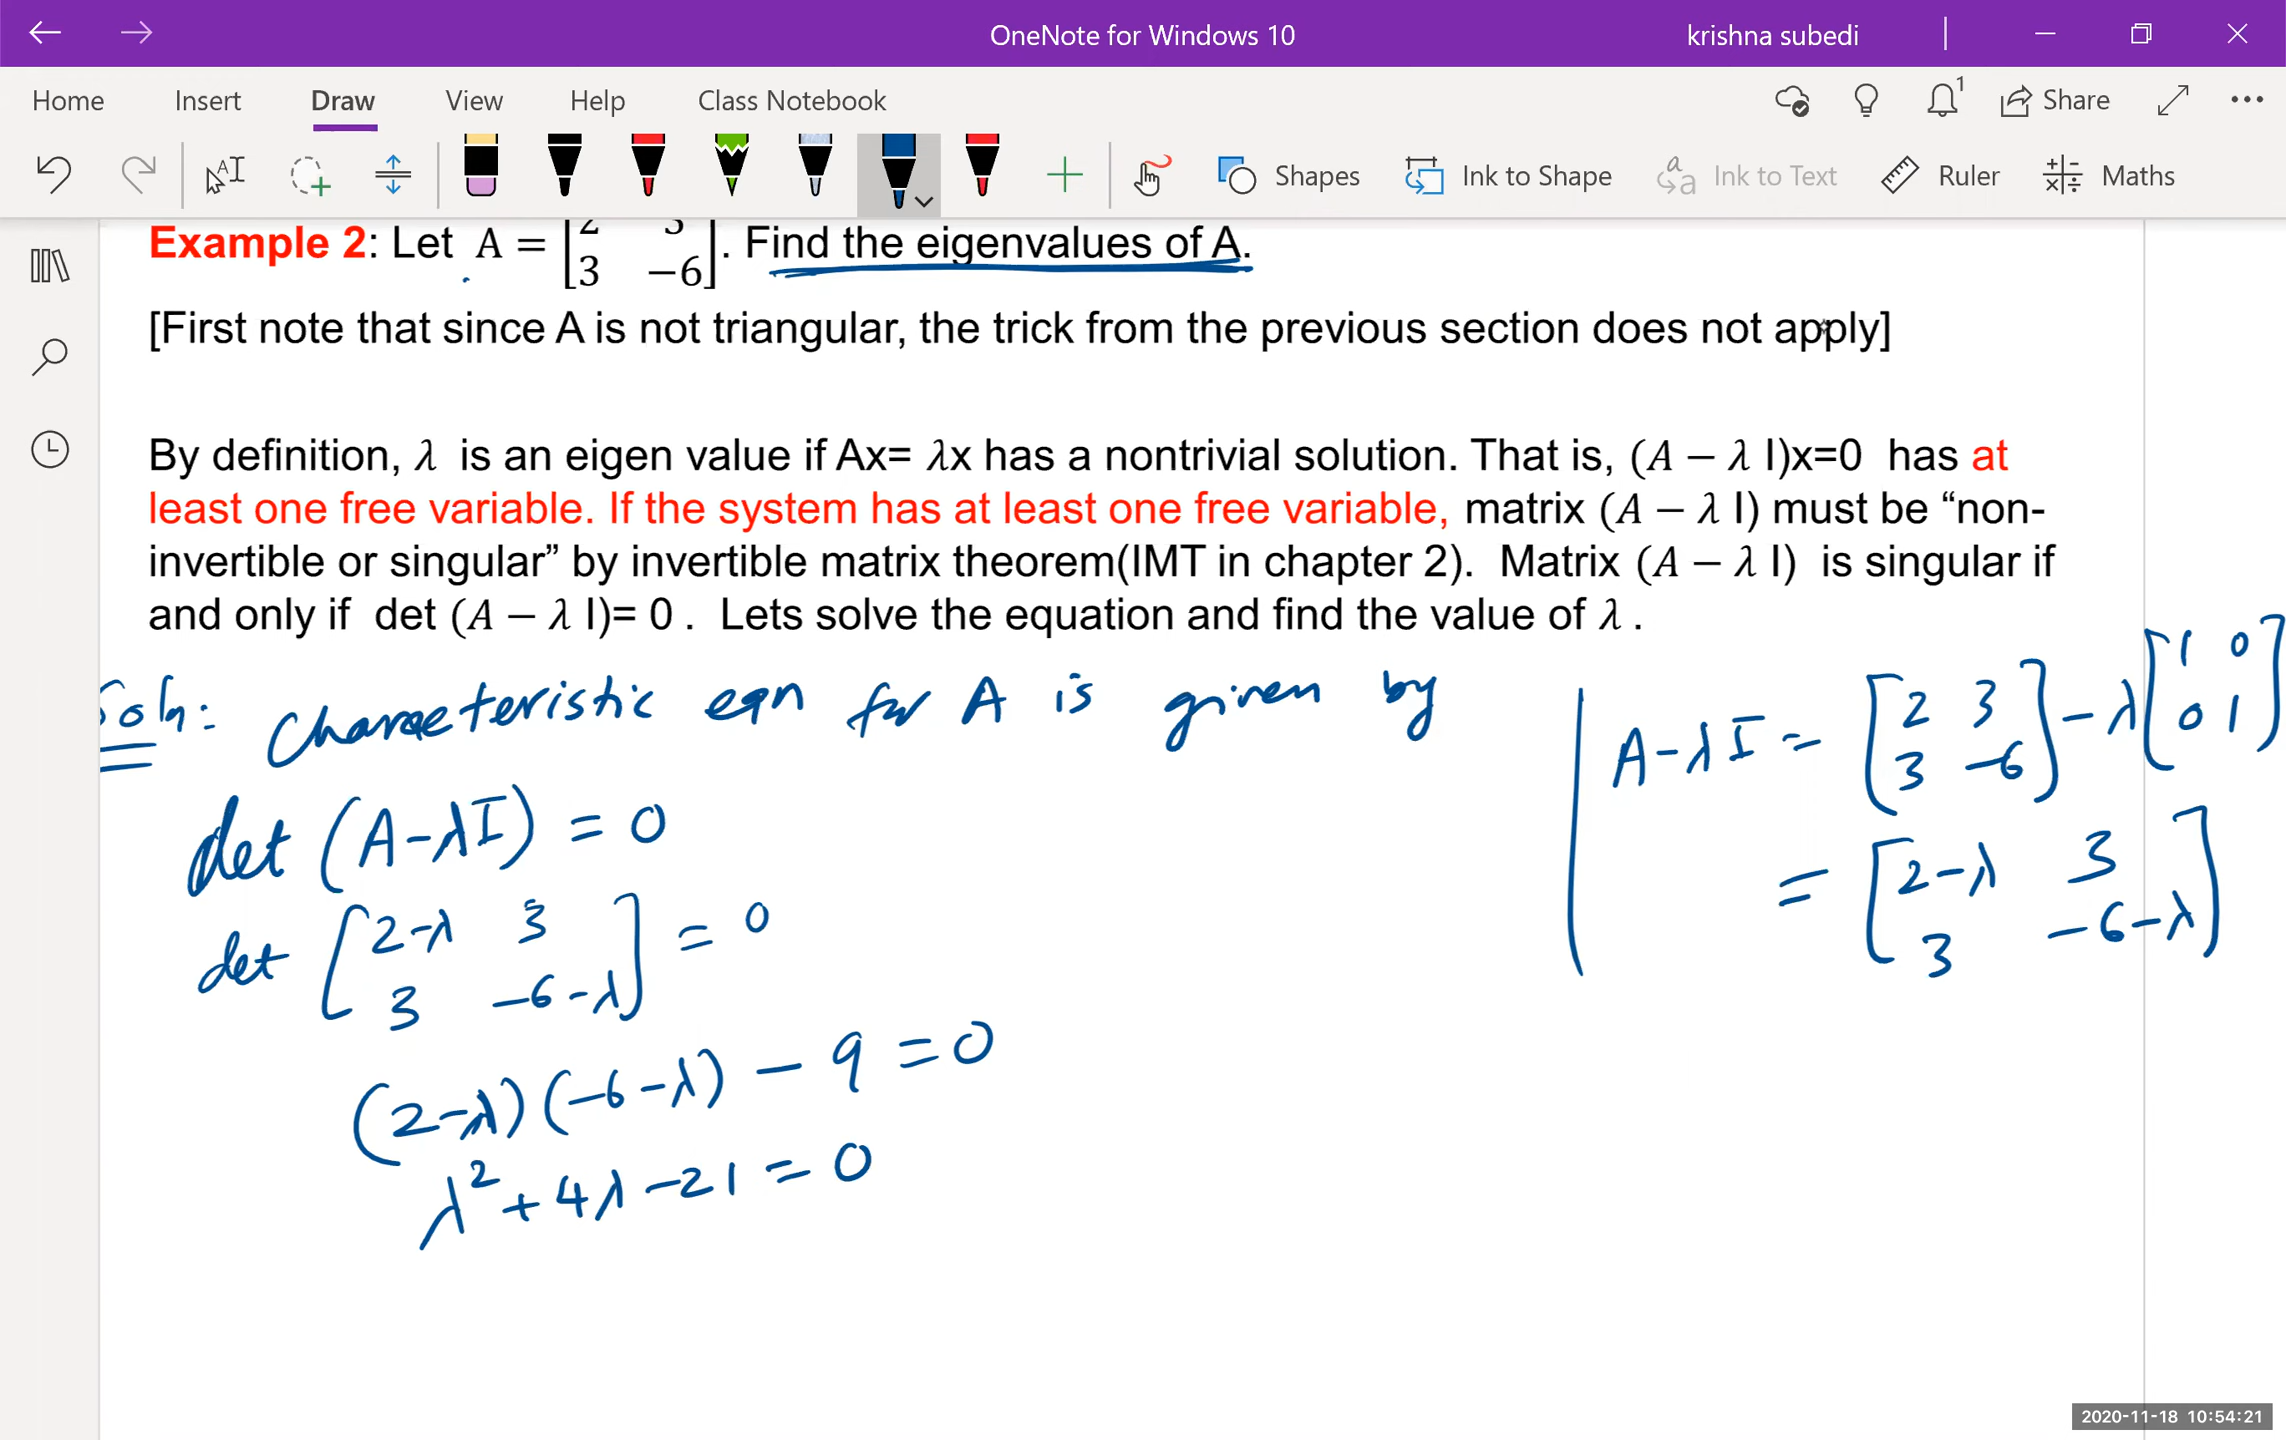 OneNote for Windows 10
krishna subedi
Home Insert Draw View Help Class Notebook
1
Share
Shapes
Ink to Shape
Ink to Text
Ruler
Maths
Example 2: Let A = [2 3; 3 −6]. Find the eigenvalues of A.
[First note that since A is not triangular, the trick from the previous section does not apply]
By definition, λ is an eigen value if Ax= λx has a nontrivial solution. That is, (A − λ I)x=0 has at
least one free variable. If the system has at least one free variable, matrix (A − λ I) must be “non-
invertible or singular” by invertible matrix theorem(IMT in chapter 2). Matrix (A − λ I) is singular if
and only if det (A − λ I)= 0 . Lets solve the equation and find the value of λ .
Soln: Characteristic eqn for A is given by
det (A-λI) = 0
det [2-λ 3; 3 -6-λ] = 0
(2-λ)(-6-λ) - 9 = 0
λ² + 4λ - 21 = 0
A-λI = [2 3; 3 -6] - λ[1 0; 0 1]
= [2-λ 3; 3 -6-λ]
2020-11-18 10:54:21